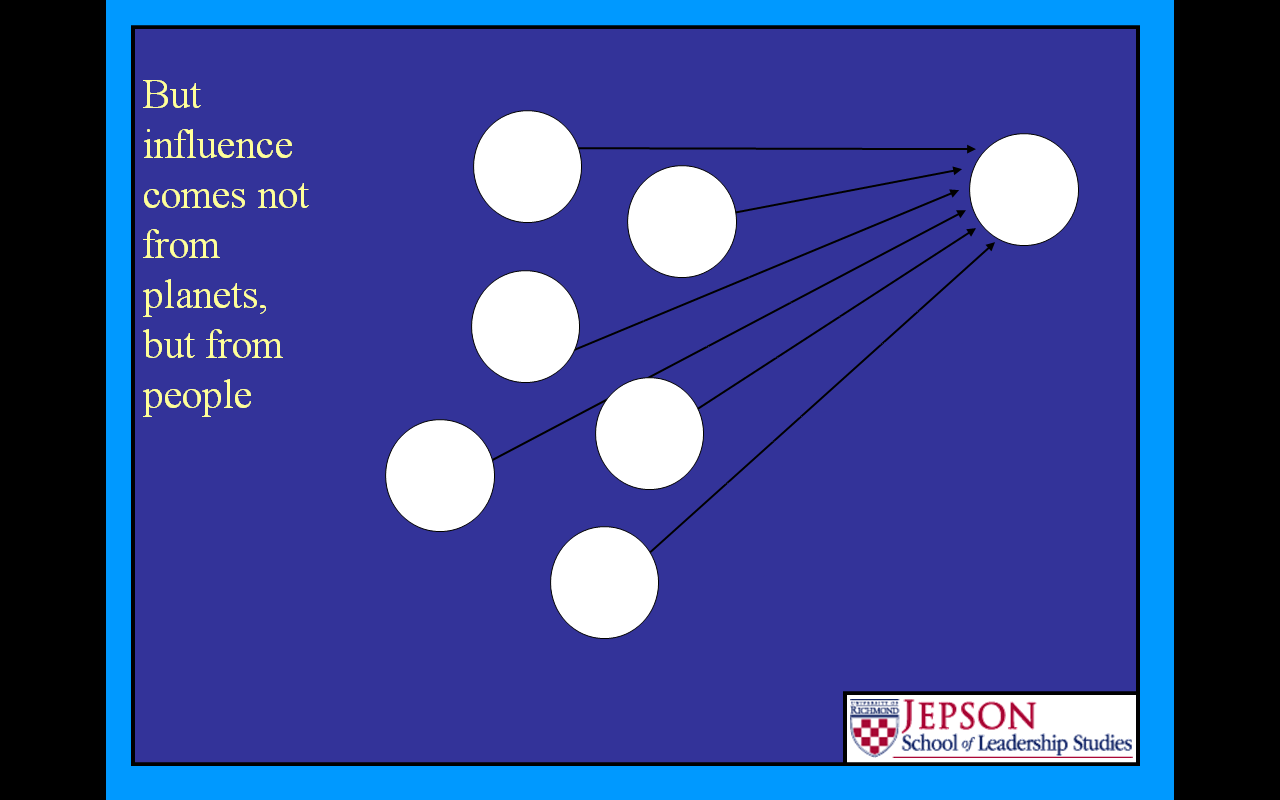 But
influence
comes not
from
planets,
but from
people
UNIVERSITY OF
RICHMOND
JEPSON
School of Leadership Studies